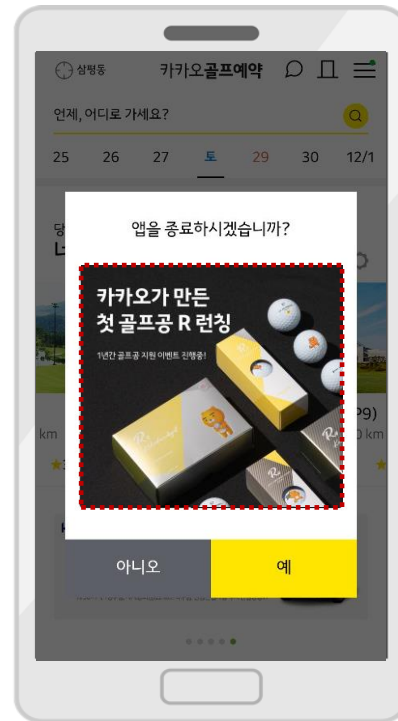 삼평동
카카오골프예약
언제, 어디로 가세요?
25 26 27 토 29 30 12/1
앱을 종료하시겠습니까?
카카오가 만든
첫 골프공 R 런칭
1년간 골프공 지원 이벤트 진행중!
아니오
예